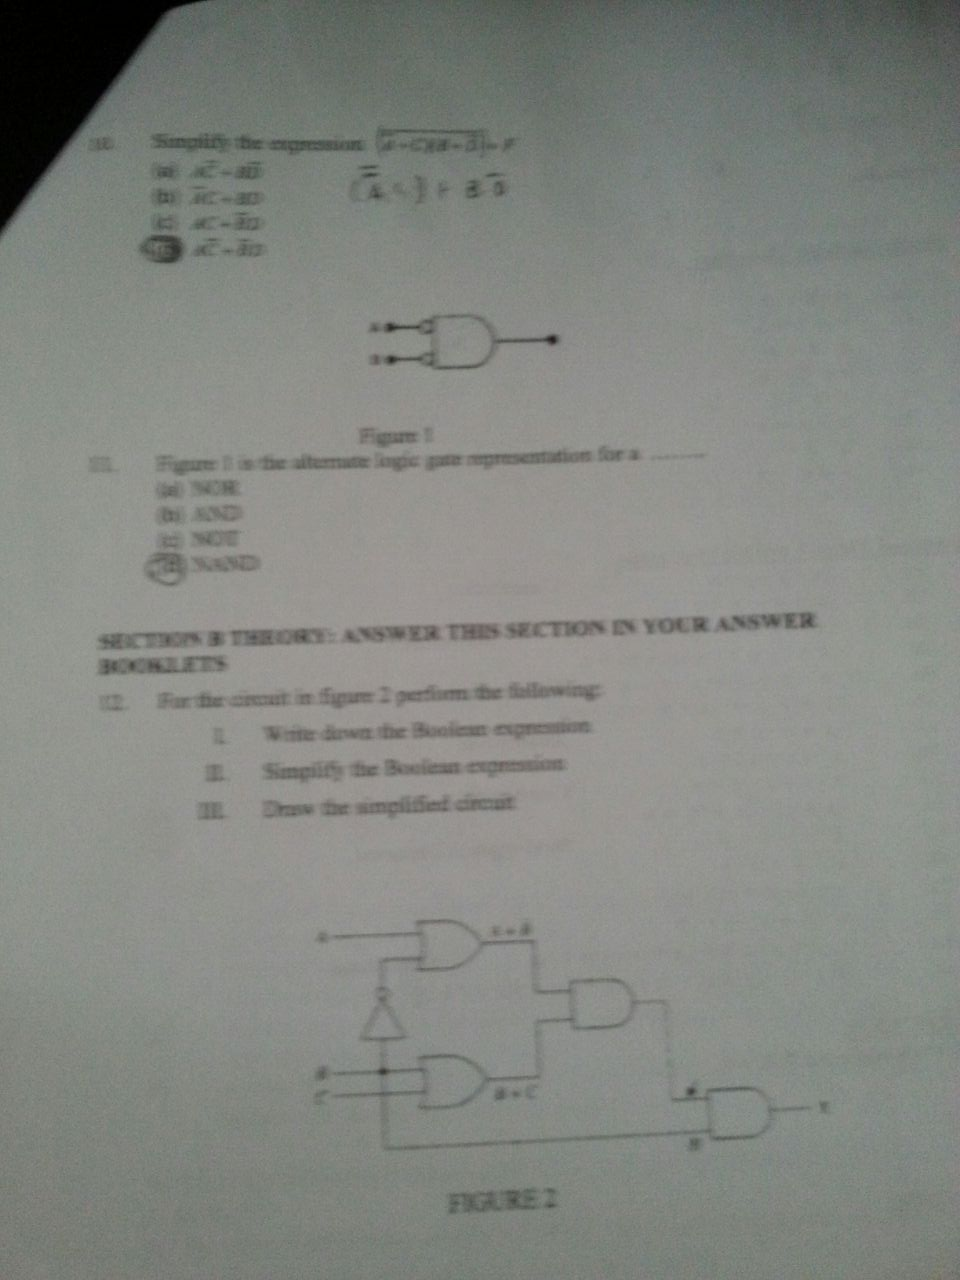 10. Simplify the expression
(a) 
(b) 
(c) 
Figure 1
11. Figure 1 is the alternate logic gate representation for a ..........
(a) NOR
(b) AND
(c) NOT
(d) NAND
SECTION B THEORY: ANSWER THIS SECTION IN YOUR ANSWER
BOOKLETS
12. For the circuit in figure 2 perform the following:
I. Write down the Boolean expression
II. Simplify the Boolean expression
III. Draw the simplified circuit
A
B
C
B+C
B
FIGURE 2